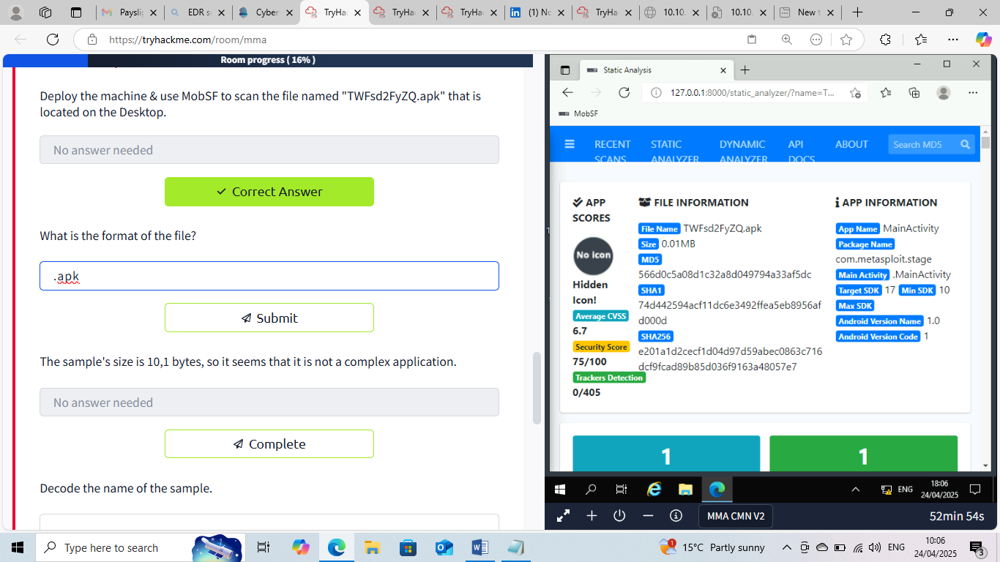 Payslip
EDR so
Cybers
TryHac
TryHac
TryHac
(1) No
TryHac
10.10.
10.10.
New t
https://tryhackme.com/room/mma
Room progress ( 16% )
Deploy the machine & use MobSF to scan the file named "TWFsd2FyZQ.apk" that is
located on the Desktop.
No answer needed
Correct Answer
What is the format of the file?
.apk
Submit
The sample's size is 10,1 bytes, so it seems that it is not a complex application.
No answer needed
Complete
Decode the name of the sample.
Static Analysis
127.0.0.1:8000/static_analyzer/?name=T...
MobSF
RECENT SCANS
STATIC ANALYZER
DYNAMIC ANALYZER
API DOCS
ABOUT
Search MD5
APP SCORES
No Icon
Hidden Icon!
Average CVSS
6.7
Security Score
75/100
Trackers Detection
0/405
FILE INFORMATION
File Name TWFsd2FyZQ.apk
Size 0.01MB
MD5
566d0c5a08d1c32a8d049794a33af5dc
SHA1
74d442594acf11dc6e3492ffea5eb8956af
d000d
SHA256
e201a1d2cecf1d04d97d59abec0863c716
dcf9fcad89b85d036f9163a48057e7
APP INFORMATION
App Name MainActivity
Package Name
com.metasploit.stage
Main Activity .MainActivity
Target SDK 17 Min SDK 10
Max SDK
Android Version Name 1.0
Android Version Code 1
1
1
ENG
18:06
24/04/2025
MMA CMN V2
52min 54s
Type here to search
1
15°C Partly sunny
ENG
10:06
24/04/2025
3